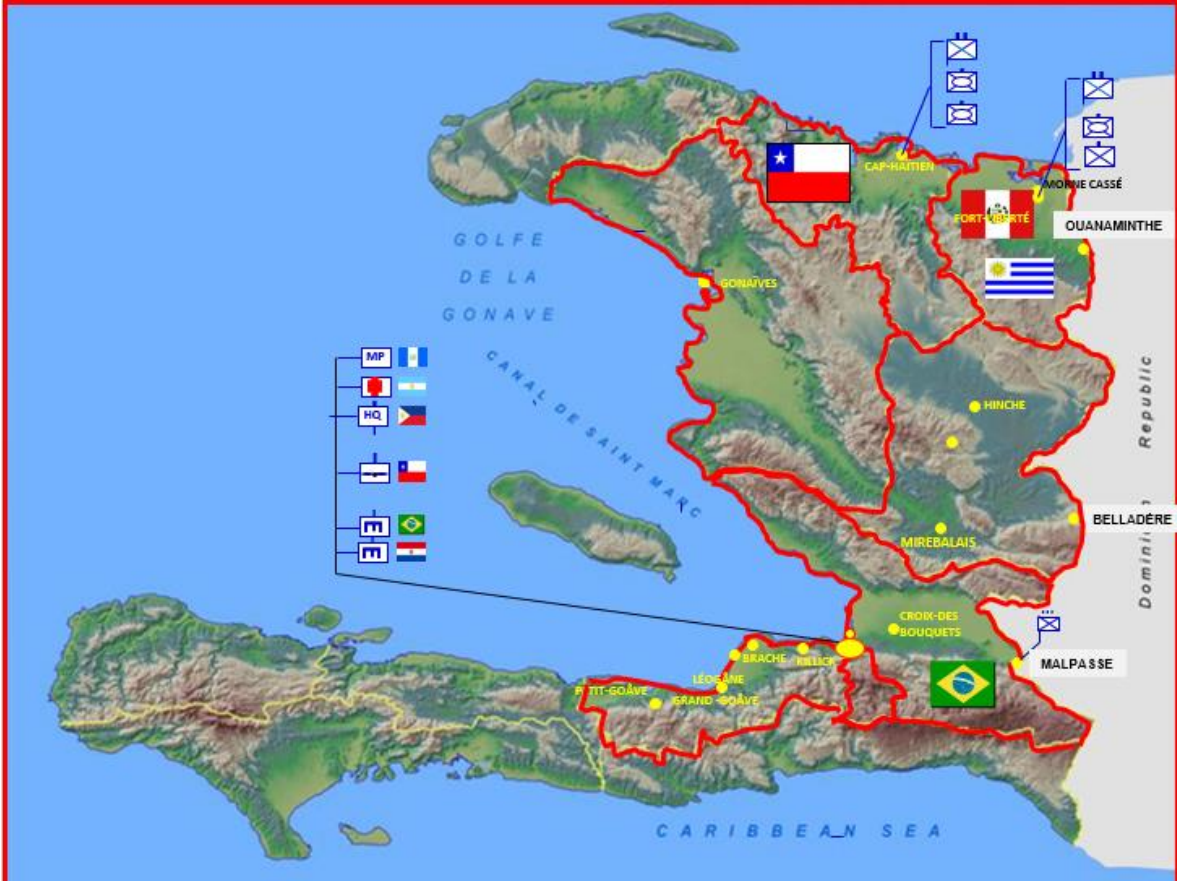 CAP-HAÏTIEN
MORNE CASSÉ
FORT-LIBERTÉ
OUANAMINTHE
GOLFE
DE LA
GONAVE
GONAÏVES
CANAL DE SAINT MARC
MP
HQ
HINCHE
Republic
BELLADÈRE
MIREBALAIS
Dominican
CROIX-DES
BOUQUETS
MALPASSE
BRACHE
KILLICK
LÉOGÂNE
PETIT-GOÂVE
GRAND -GOÂVE
CARIBBEAN SEA